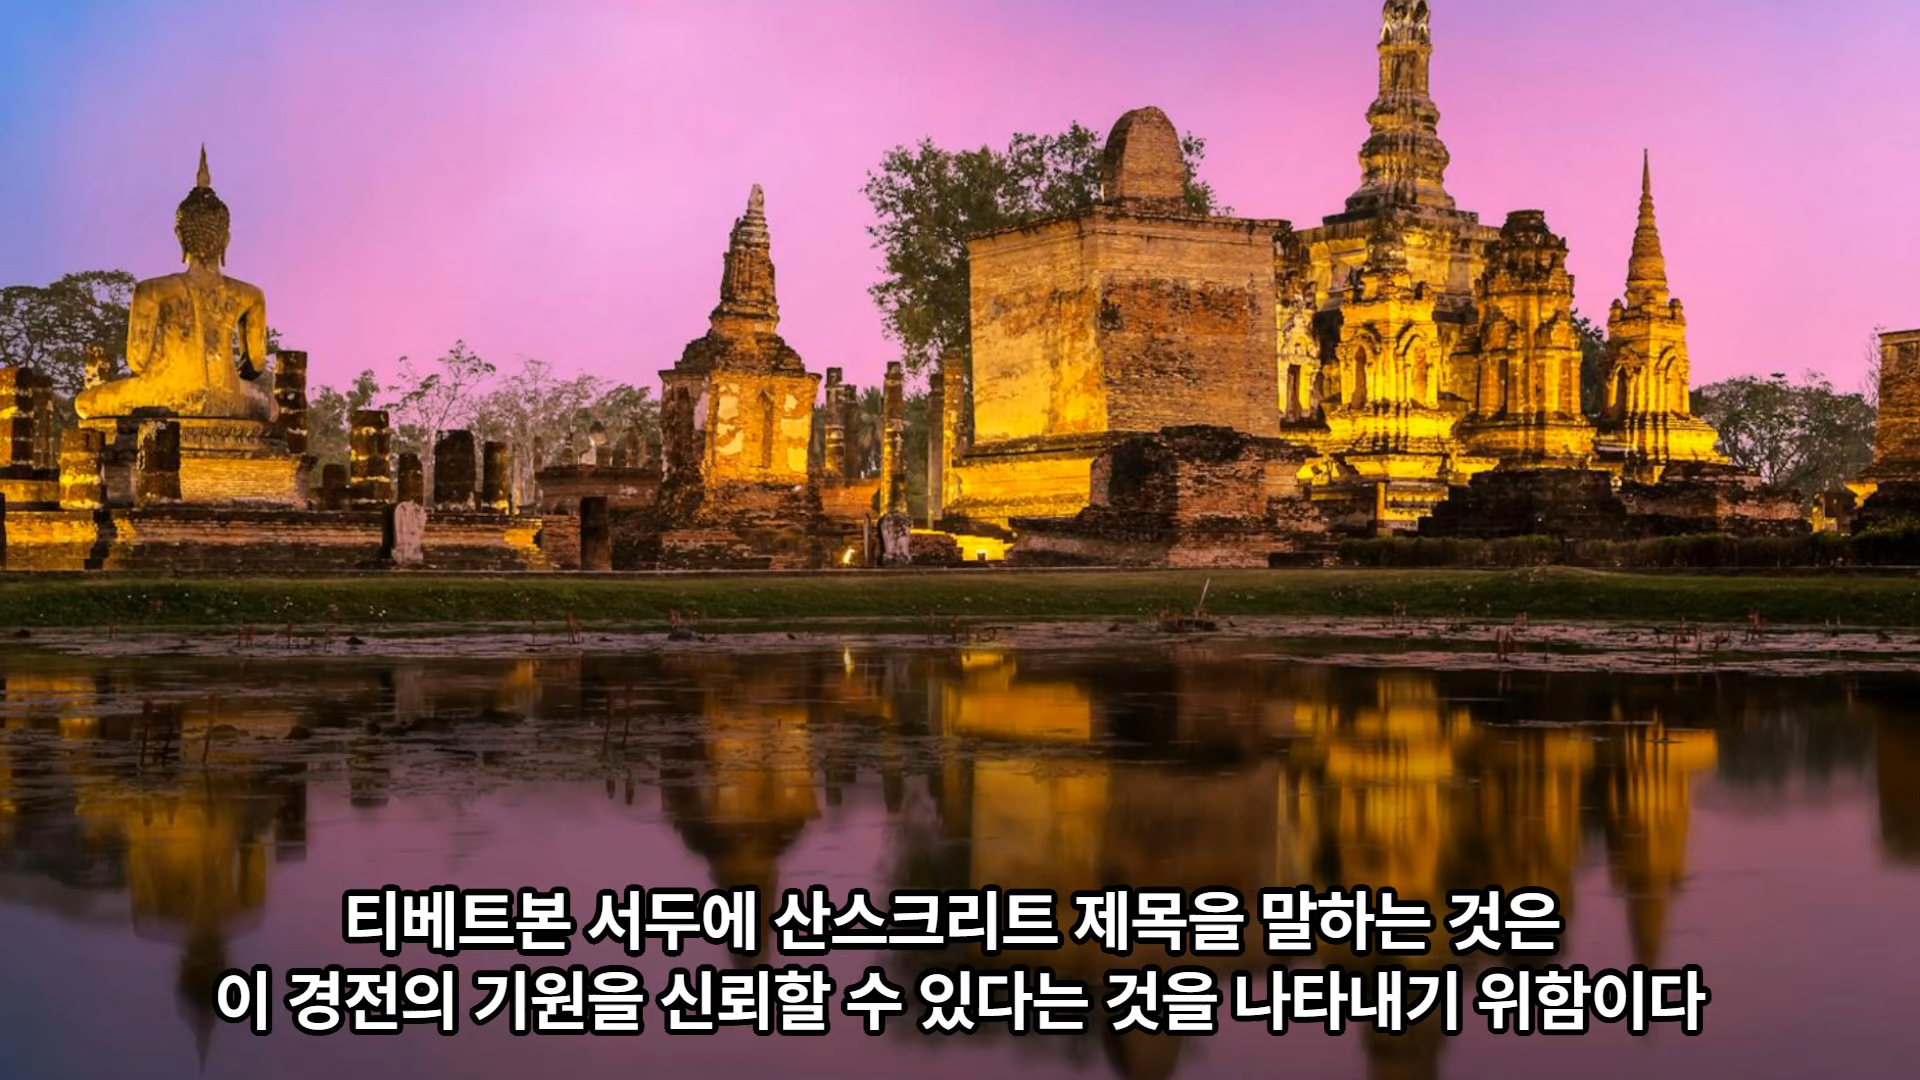 티베트본 서두에 산스크리트 제목을 말하는 것은
이 경전의 기원을 신뢰할 수 있다는 것을 나타내기 위함이다